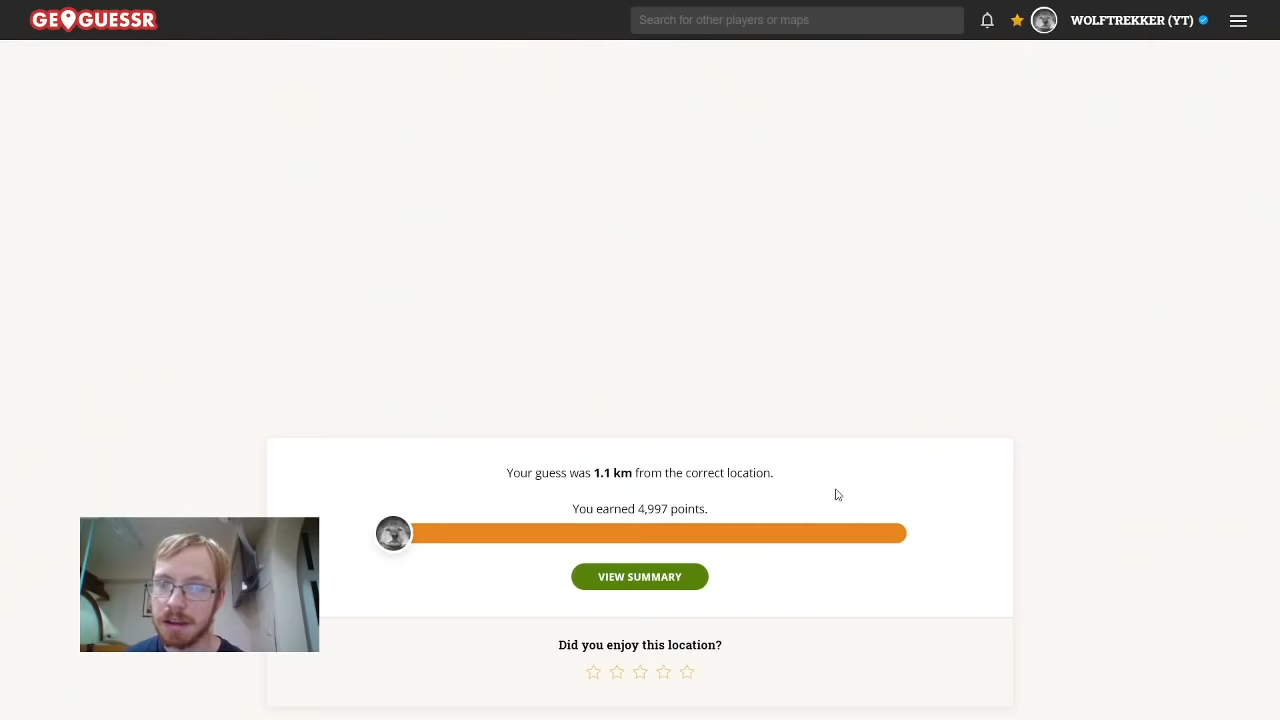 GEOGUESSR
Search for other players or maps
WOLFTREKKER (YT)
Your guess was 1.1 km from the correct location.
You earned 4,997 points.
VIEW SUMMARY
Did you enjoy this location?